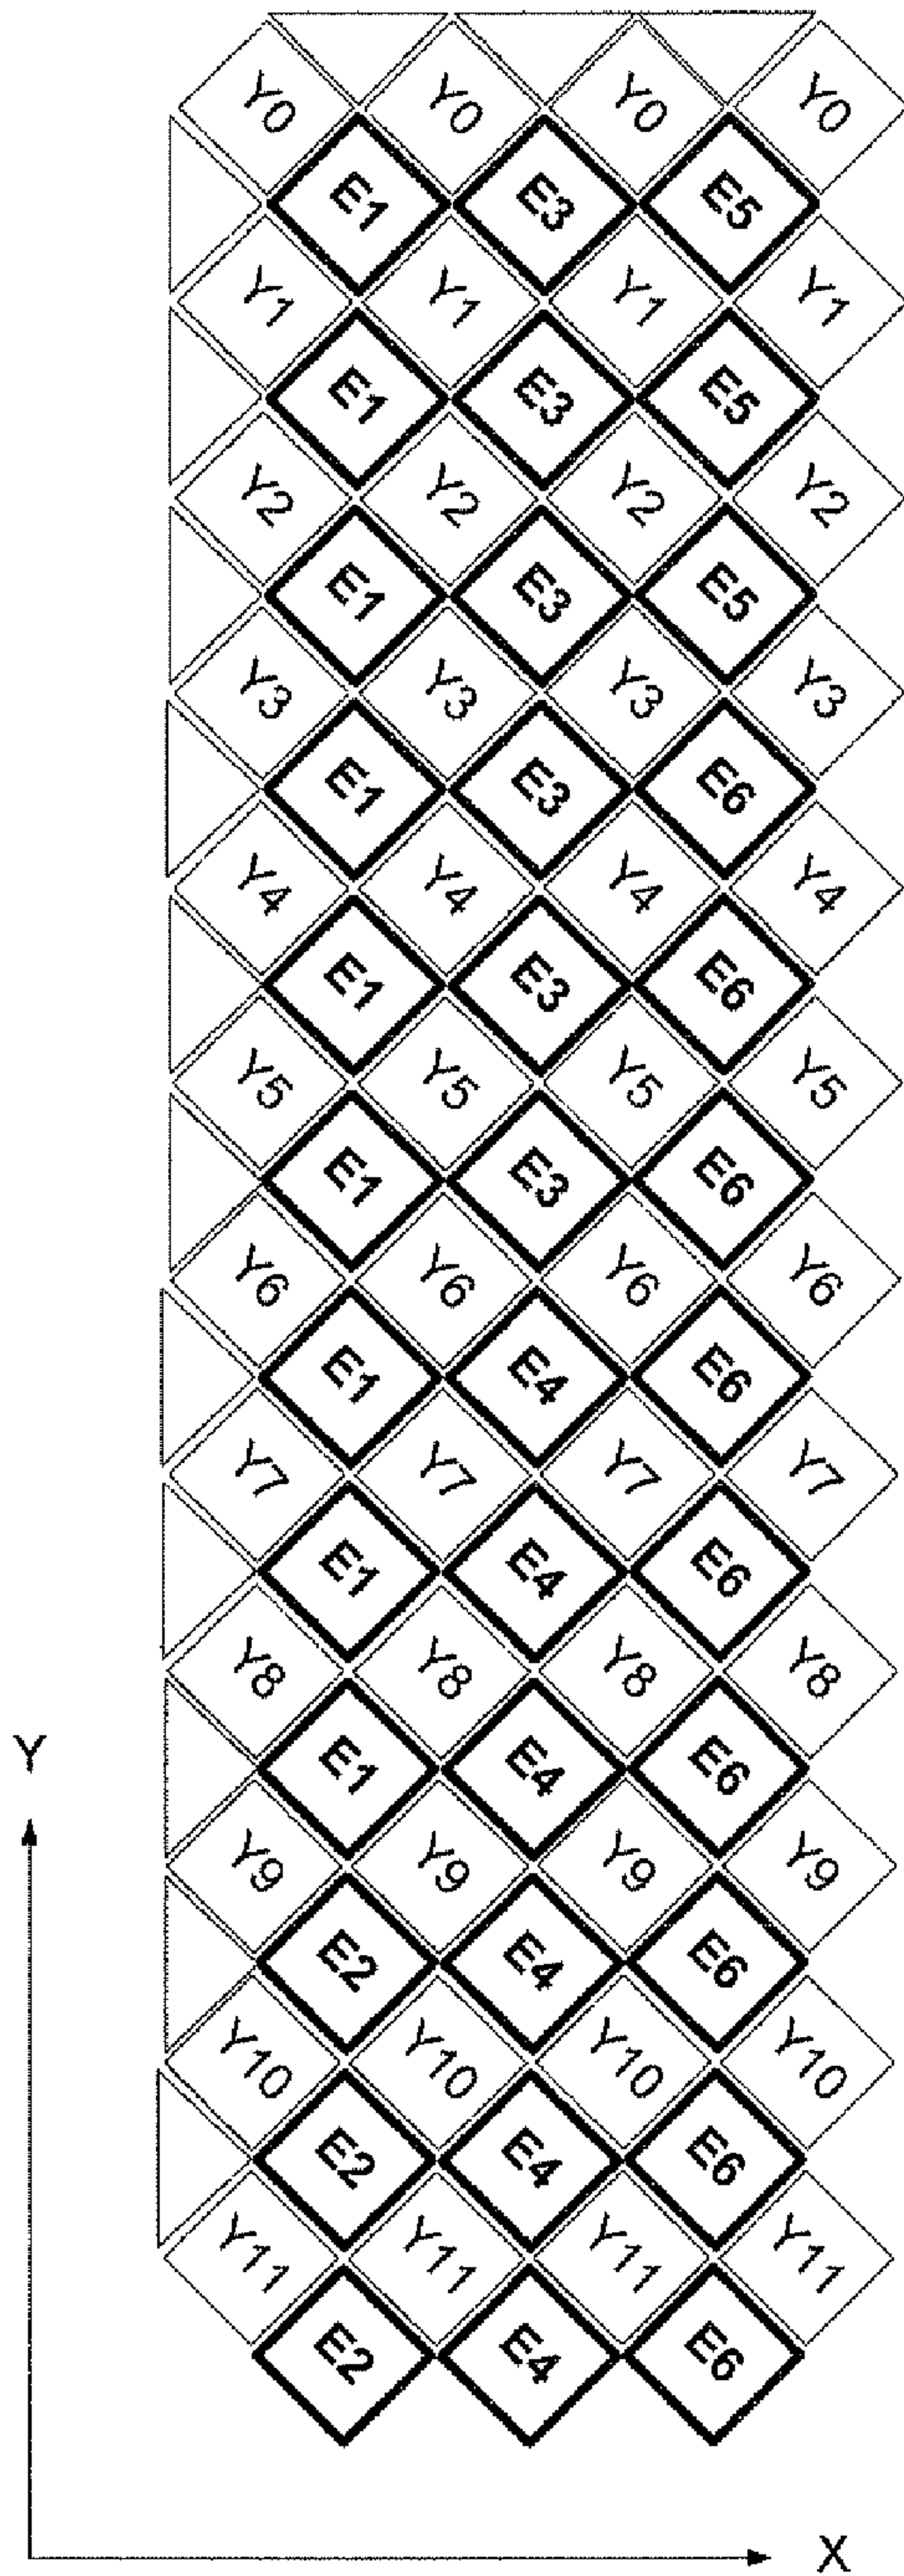 Y0 Y0 Y0 Y0
E1 E3 E5
Y1 Y1 Y1 Y1
E1 E3 E5
Y2 Y2 Y2 Y2
E1 E3 E5
Y3 Y3 Y3 Y3
E1 E3 E6
Y4 Y4 Y4 Y4
E1 E3 E6
Y5 Y5 Y5 Y5
E1 E3 E6
Y6 Y6 Y6 Y6
E1 E4 E6
Y7 Y7 Y7 Y7
E1 E4 E6
Y8 Y8 Y8 Y8
E1 E4 E6
Y
Y9 Y9 Y9 Y9
E2 E4 E6
Y10 Y10 Y10 Y10
E2 E4 E6
Y11 Y11 Y11 Y11
E2 E4 E6
X